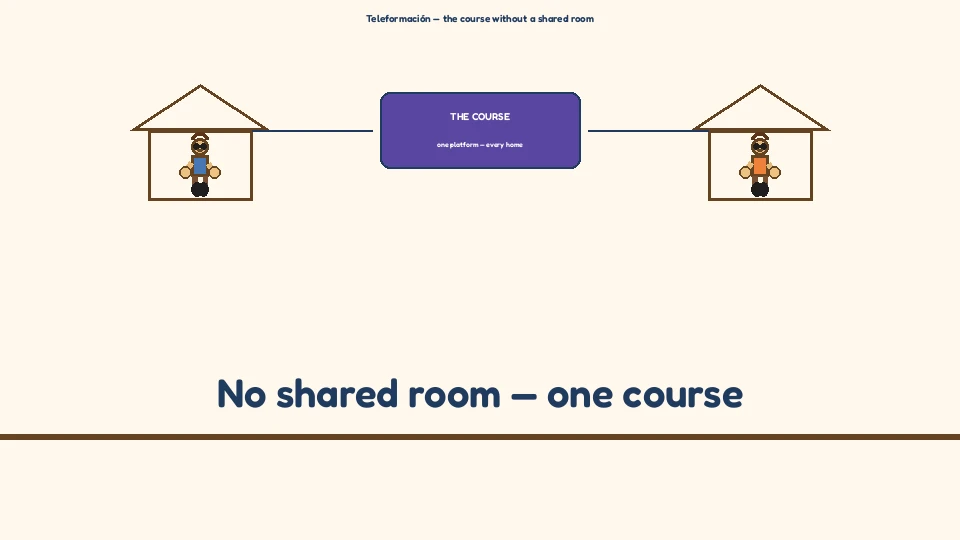 Teleformación — the course without a shared room
THE COURSE
one platform — every home
No shared room — one course